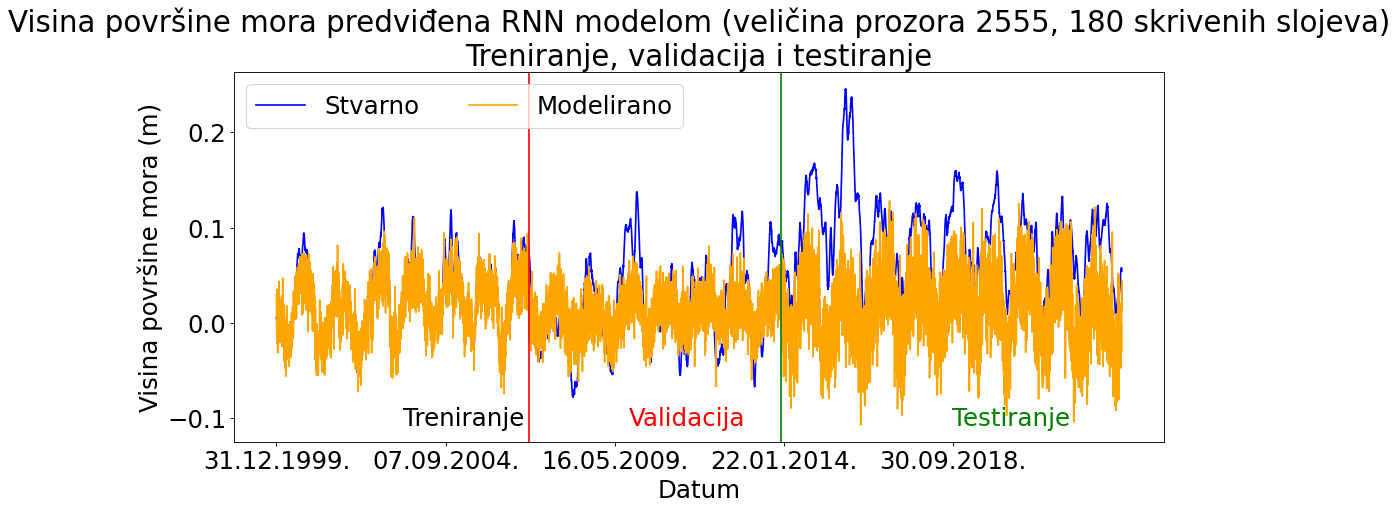 Visina površine mora predviđena RNN modelom (veličina prozora 2555, 180 skrivenih slojeva)
Treniranje, validacija i testiranje
Stvarno
Modelirano
Visina površine mora (m)
0.2
0.1
0.0
−0.1
Treniranje
Validacija
Testiranje
31.12.1999.
07.09.2004.
16.05.2009.
22.01.2014.
30.09.2018.
Datum